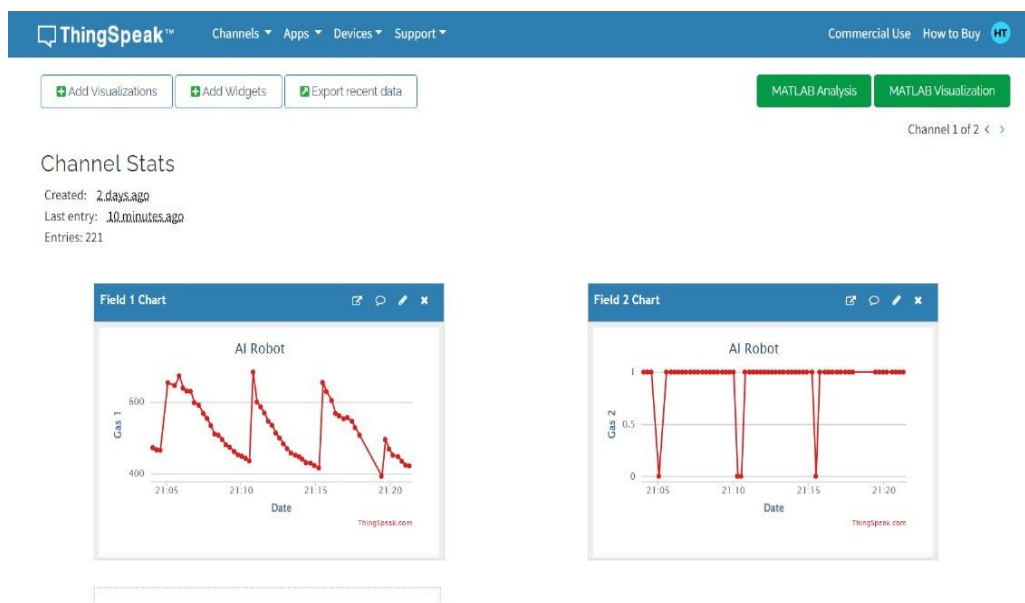 ThingSpeak™ Channels Apps Devices Support Commercial Use How to Buy HT
Add Visualizations Add Widgets Export recent data MATLAB Analysis MATLAB Visualization
Channel 1 of 2 < >
Channel Stats
Created: 2 days ago
Last entry: 10 minutes ago
Entries: 221
Field 1 Chart
AI Robot
Gas 1
600
400
21:05 21:10 21:15 21:20
Date
ThingSpeak.com
Field 2 Chart
AI Robot
Gas 2
1
0.5
0
21:05 21:10 21:15 21:20
Date
ThingSpeak.com